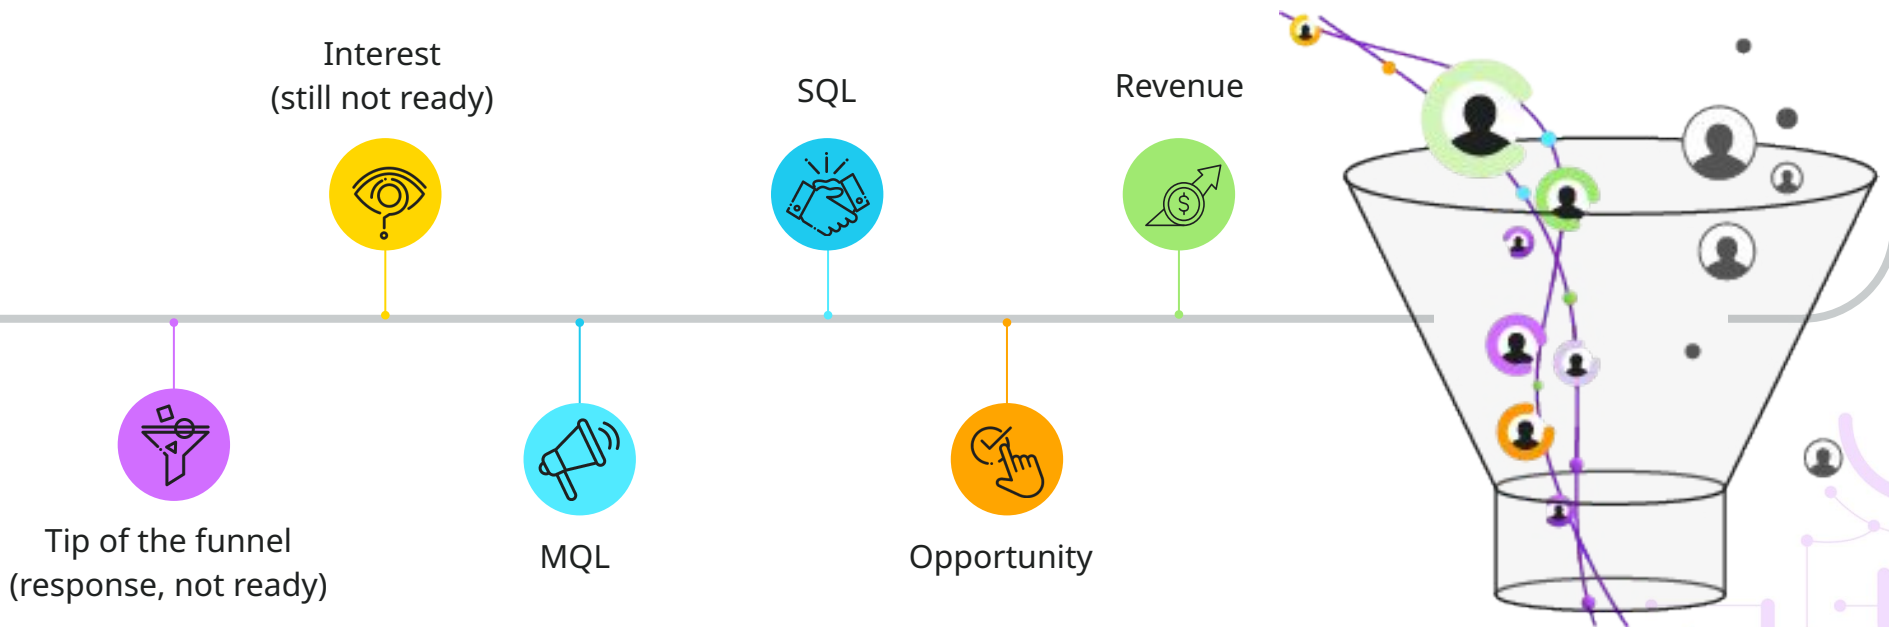 Interest
(still not ready)
SQL
Revenue
$
Tip of the funnel
(response, not ready)
MQL
Opportunity